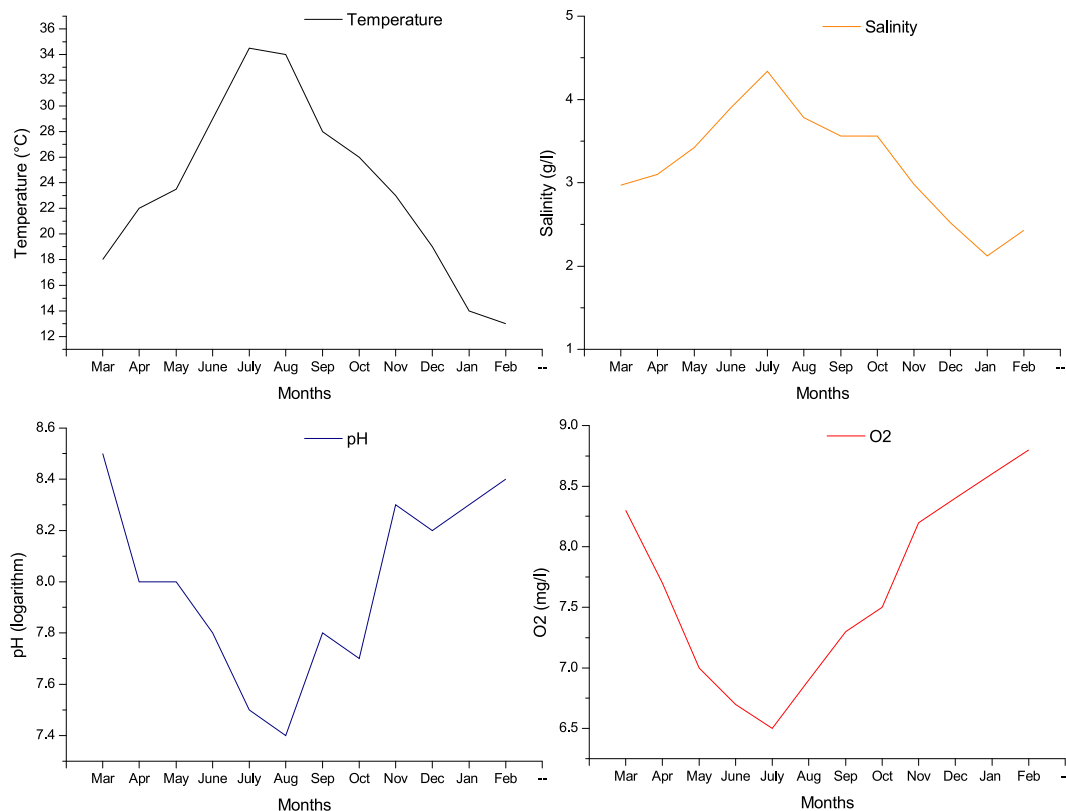 Temperature
Temperature (°C)
36
34
32
30
28
26
24
22
20
18
16
14
12
Mar Apr May June July Aug Sep Oct Nov Dec Jan Feb --
Months
Salinity
Salinity (g/l)
5
4
3
2
1
Mar Apr May June July Aug Sep Oct Nov Dec Jan Feb --
Months
pH
pH (logarithm)
8.6
8.4
8.2
8.0
7.8
7.6
7.4
Mar Apr May June July Aug Sep Oct Nov Dec Jan Feb --
Months
O2
O2 (mg/l)
9.0
8.5
8.0
7.5
7.0
6.5
Mar Apr May June July Aug Sep Oct Nov Dec Jan Feb --
Months